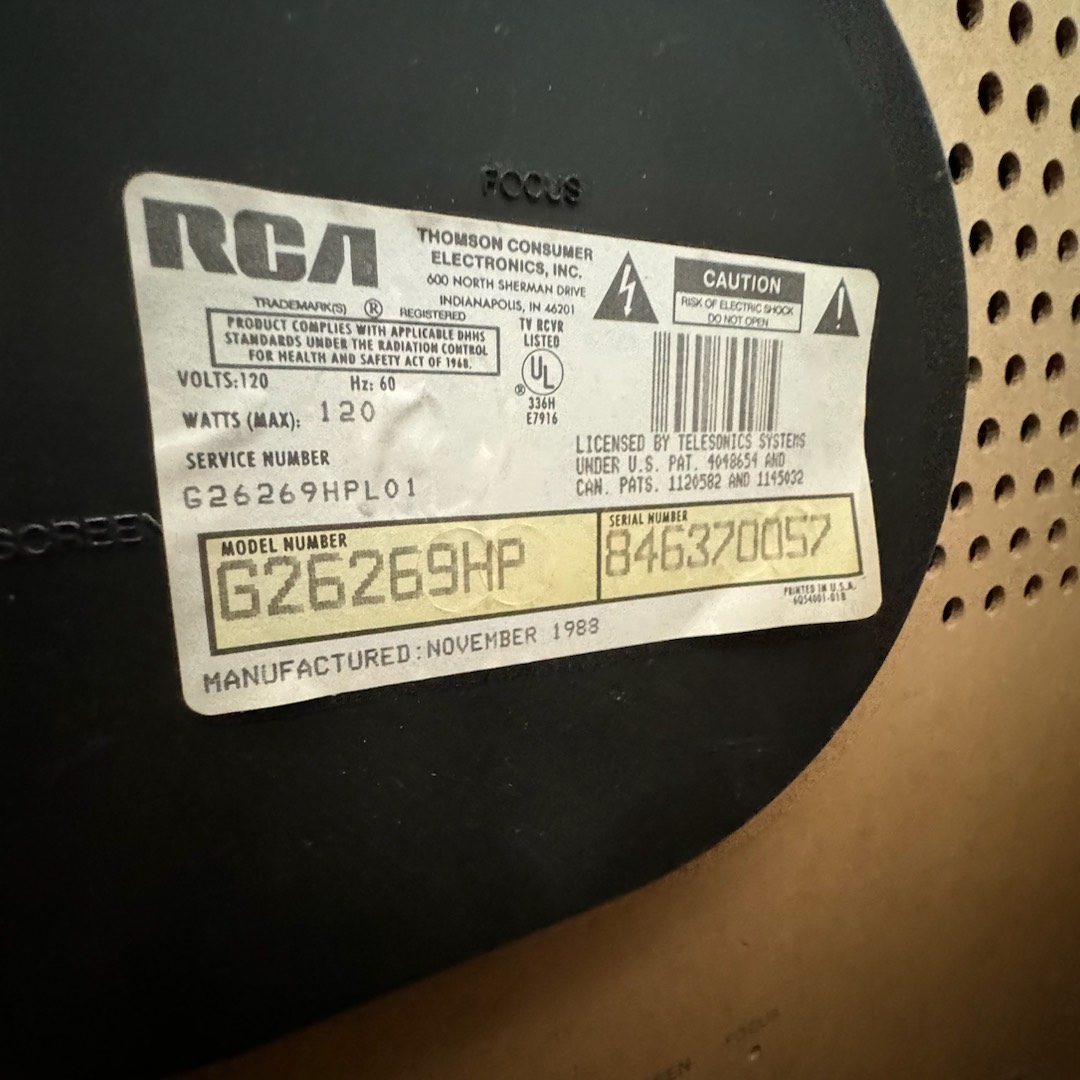 FOCUS
RCA
THOMSON CONSUMER
ELECTRONICS, INC.
600 NORTH SHERMAN DRIVE
INDIANAPOLIS, IN 46201
TRADEMARK(S) ® REGISTERED
PRODUCT COMPLIES WITH APPLICABLE DHHS
STANDARDS UNDER THE RADIATION CONTROL
FOR HEALTH AND SAFETY ACT OF 1968.
TV RCVR
LISTED
UL
®
336H
E7916
CAUTION
RISK OF ELECTRIC SHOCK
DO NOT OPEN
VOLTS:120 Hz: 60
WATTS (MAX): 120
SERVICE NUMBER
G26269HPL01
LICENSED BY TELESONICS SYSTEMS
UNDER U.S. PAT. 4048654 AND
CAN. PATS. 1120582 AND 1145032
SCREEN
MODEL NUMBER
G26269HP
SERIAL NUMBER
846370057
PRINTED IN U.S.A.
6Q54001-01B
MANUFACTURED:NOVEMBER 1988
FOCUS